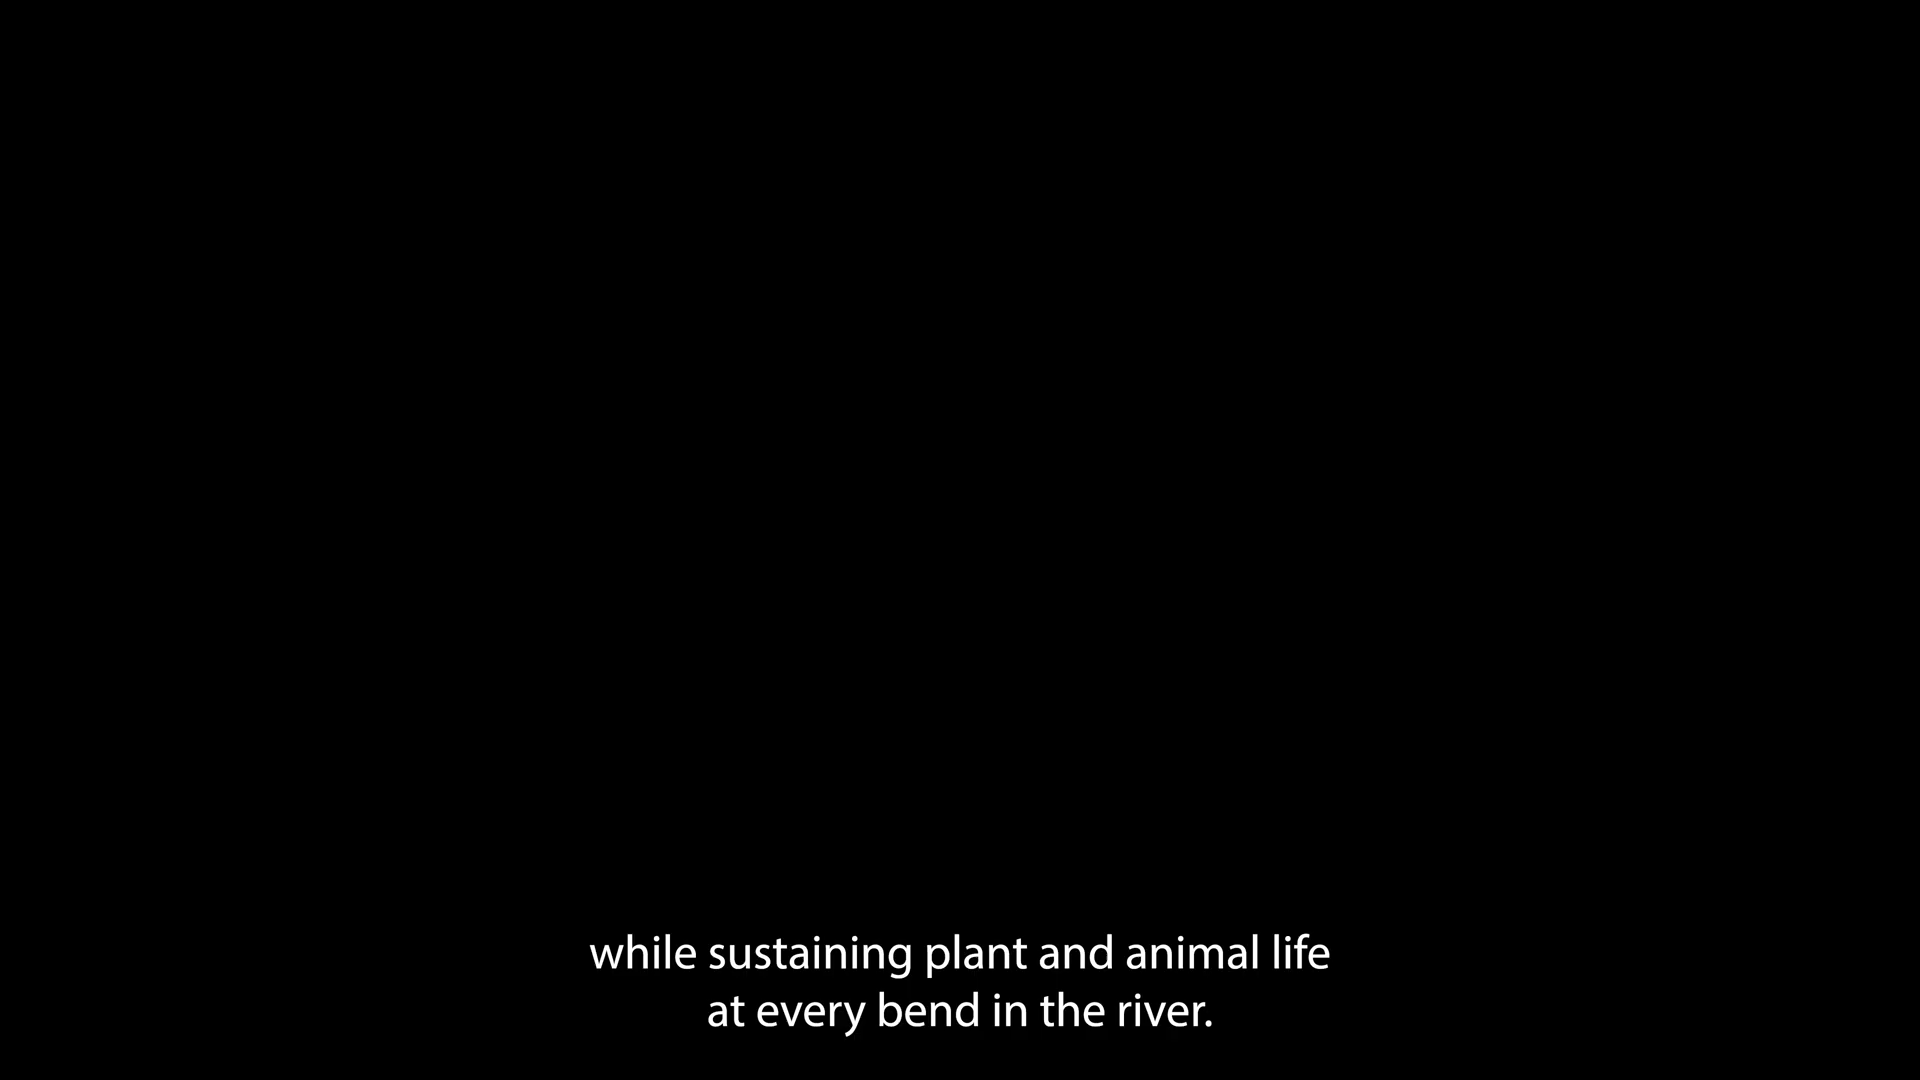 while sustaining plant and animal life
at every bend in the river.